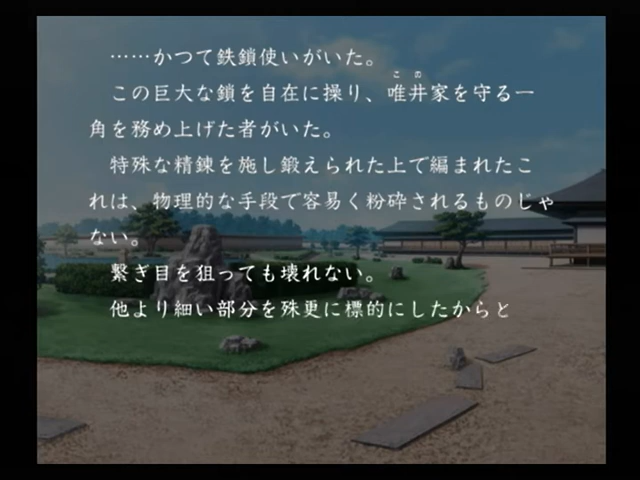 ……かつて鉄鎖使いがいた。
この巨大な鎖を自在に操り、唯井家を守る一
この
角を務め上げた者がいた。
特殊な精錬を施し鍛えられた上で編まれたこ
れは、物理的な手段で容易く粉砕されるものじゃ
ない。
繋ぎ目を狙っても壊れない。
他より細い部分を殊更に標的にしたからと